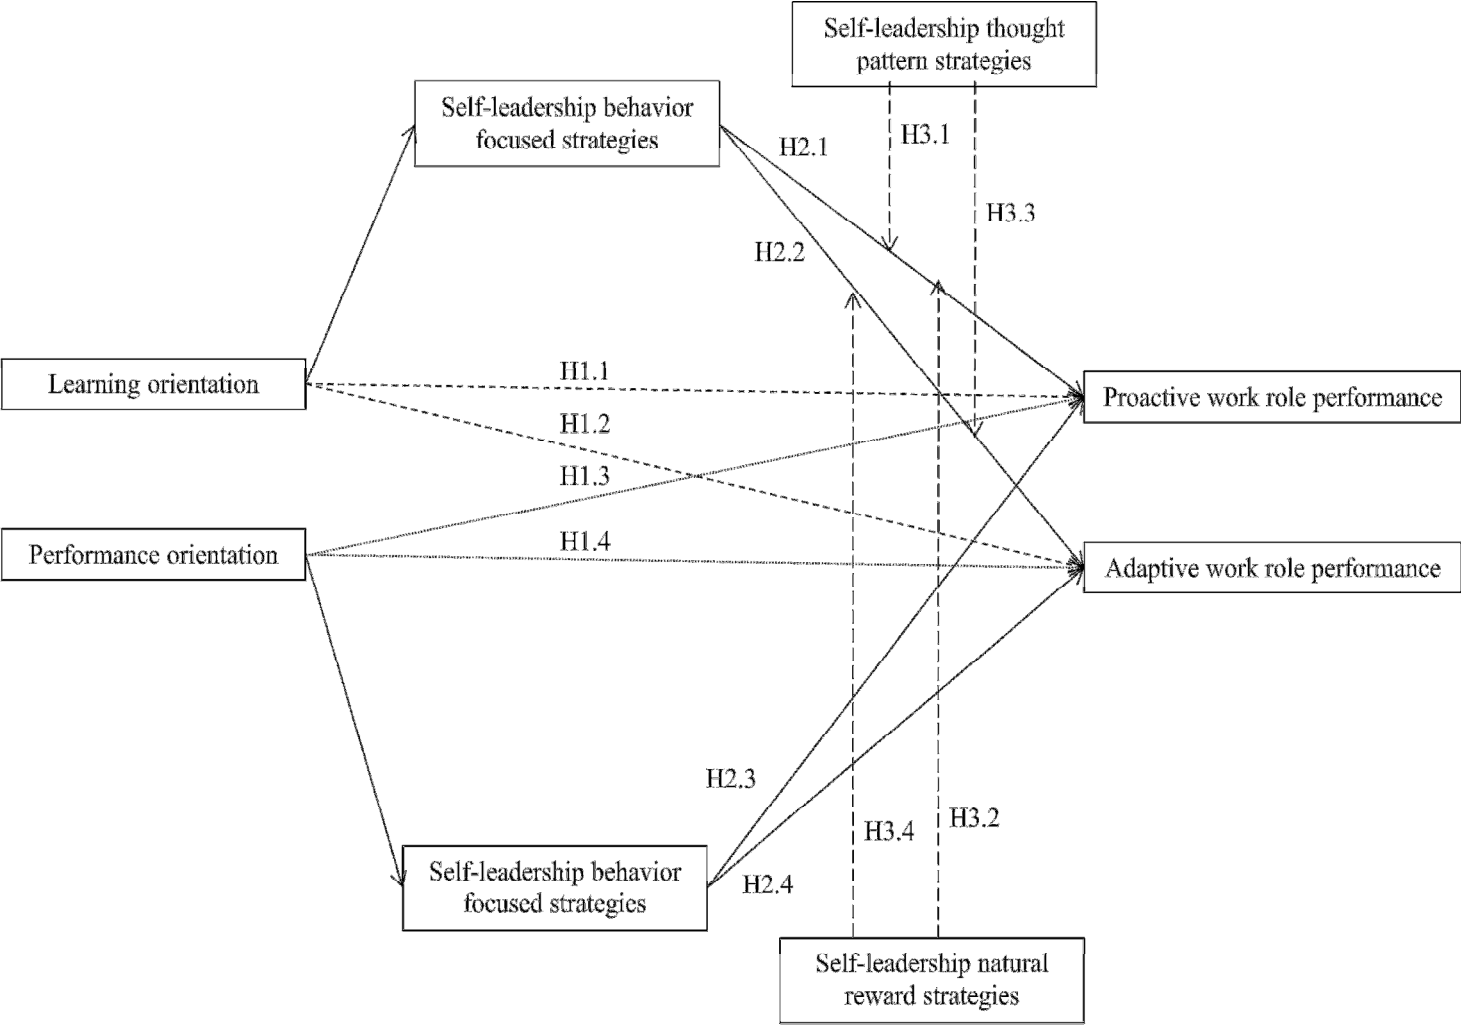 Self-leadership thought
pattern strategies
Self-leadership behavior
focused strategies
H2.1
H3.1
H3.3
H2.2
Learning orientation
H1.1
Proactive work role performance
H1.2
H1.3
Performance orientation
H1.4
Adaptive work role performance
H2.3
H3.4
H3.2
Self-leadership behavior
focused strategies
H2.4
Self-leadership natural
reward strategies